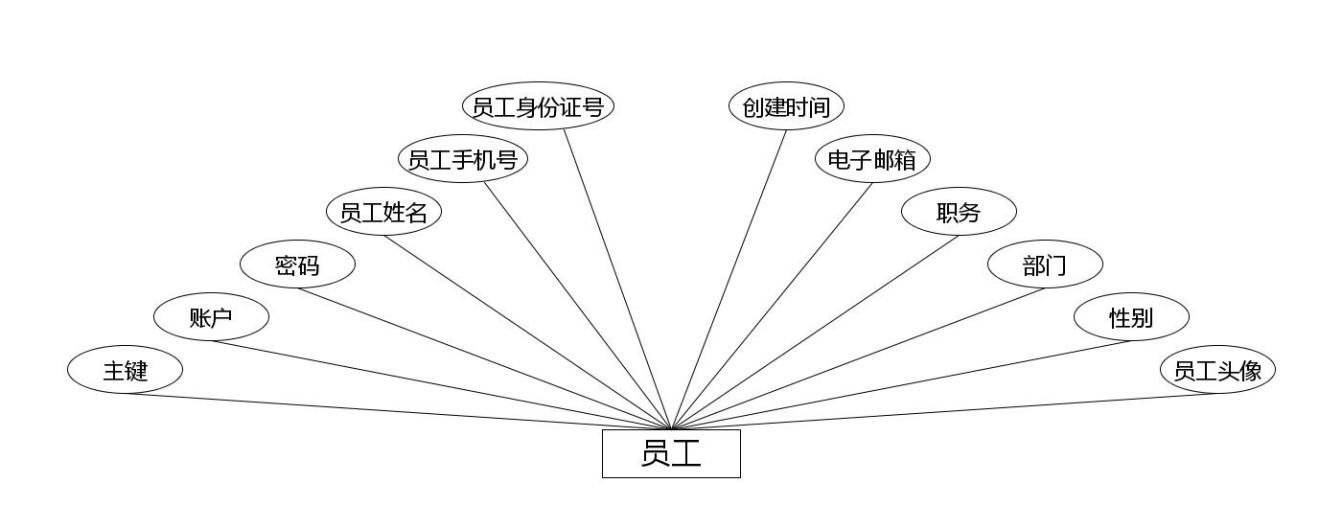 员工身份证号
创建时间
员工手机号
电子邮箱
员工姓名
职务
密码
部门
账户
性别
主键
员工头像
员工